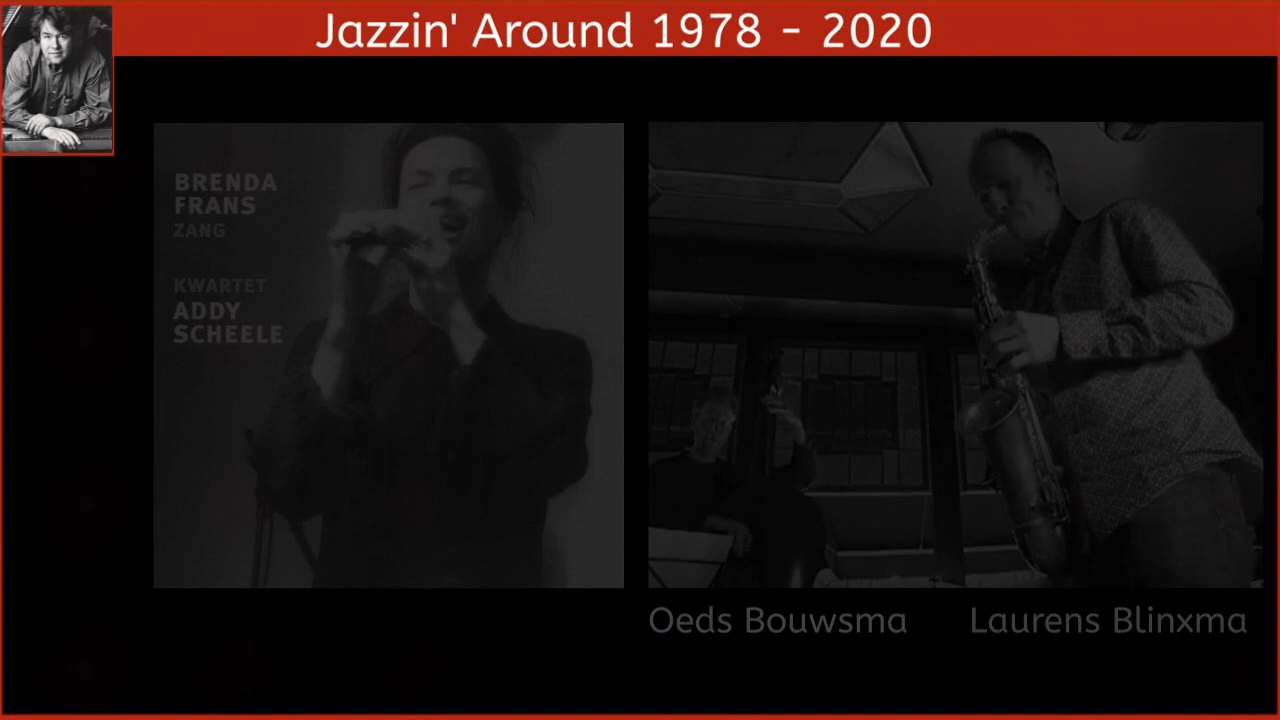 Jazzin' Around 1978 - 2020
BRENDA
FRANS
ZANG
KWARTET
ADDY
SCHEELE
Oeds Bouwsma
Laurens Blinxma